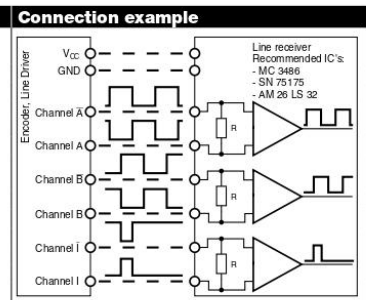 Connection example
Encoder, Line Driver
V_CC
GND
Channel A̅
Channel A
Channel B̅
Channel B
Channel I̅
Channel I
Line receiver
Recommended IC's:
- MC 3486
- SN 75175
- AM 26 LS 32
R
R
R